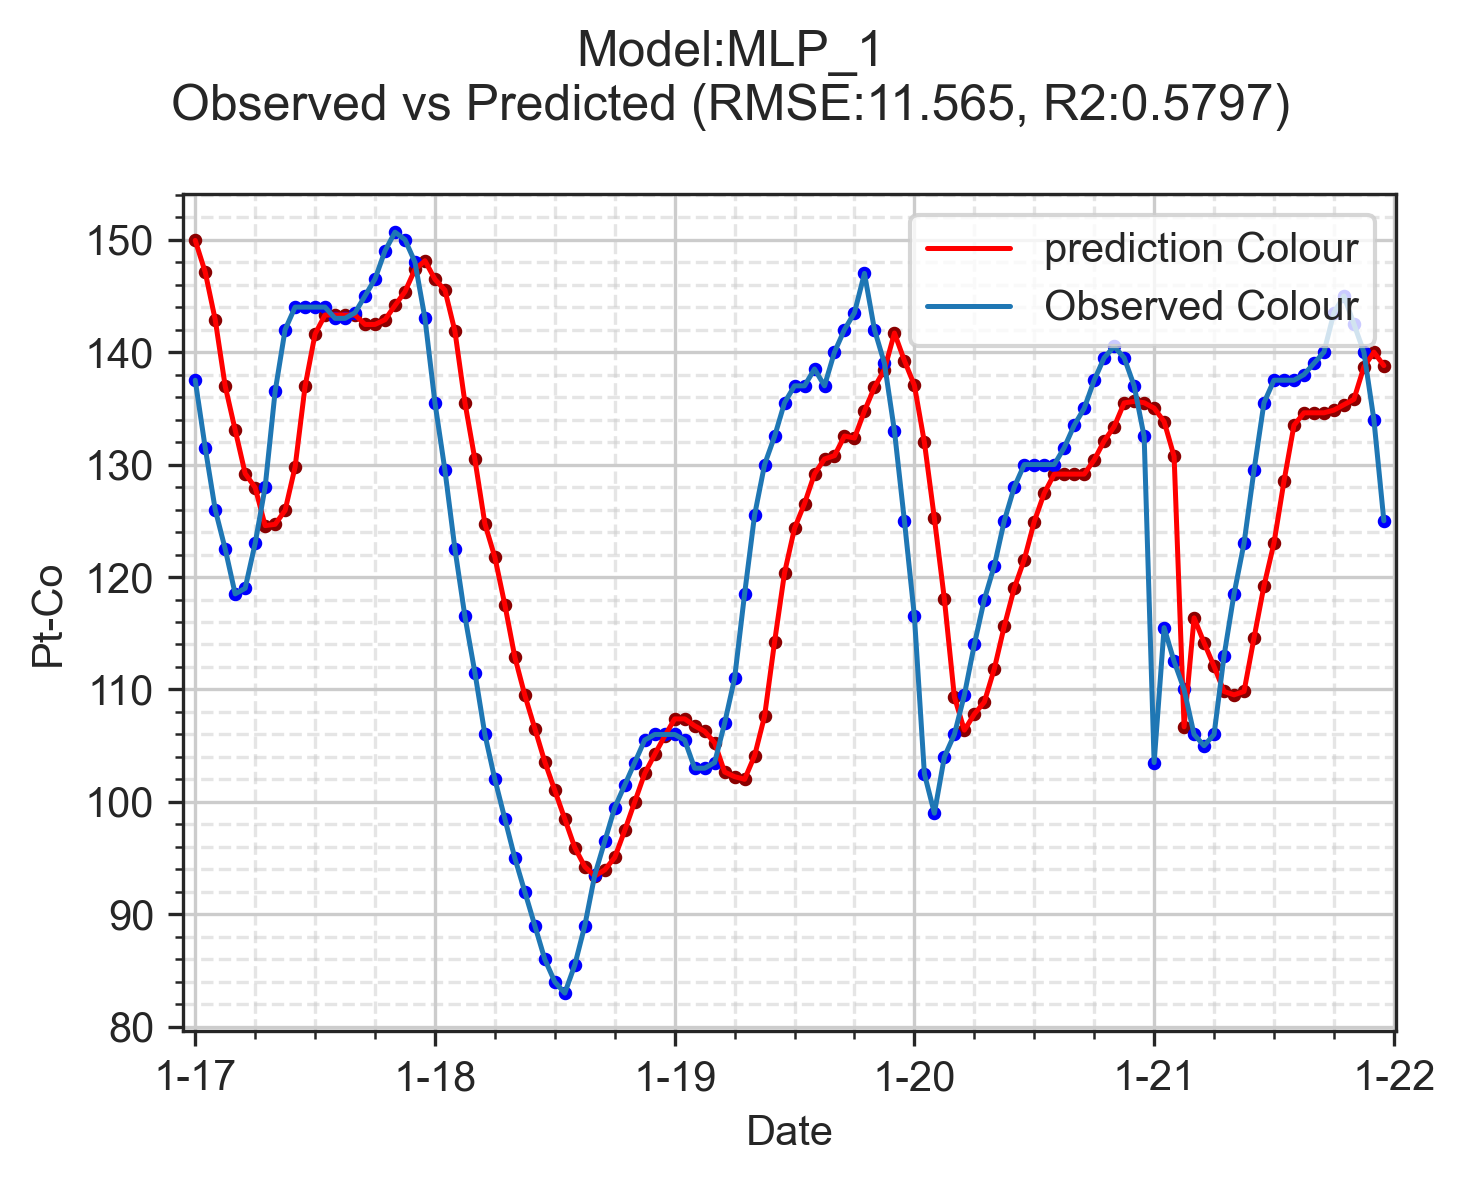 Model:MLP_1
Observed vs Predicted (RMSE:11.565, R2:0.5797)
prediction Colour
Observed Colour
150
140
130
120
110
100
90
80
Pt-Co
1-17 1-18 1-19 1-20 1-21 1-22
Date